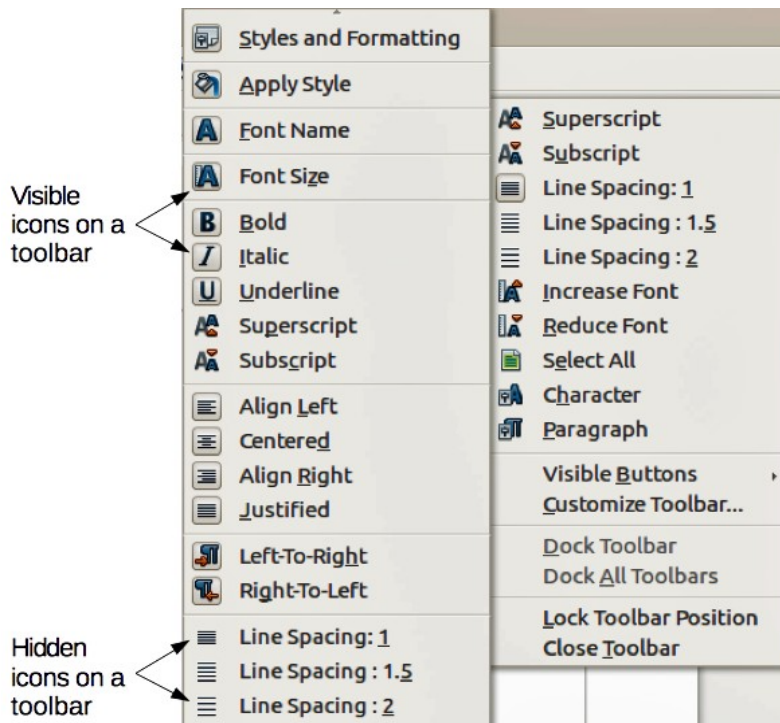 Visible
icons on a
toolbar
Hidden
icons on a
toolbar
Styles and Formatting
Apply Style
Font Name
Font Size
Bold
Italic
Underline
Superscript
Subscript
Align Left
Centered
Align Right
Justified
Left-To-Right
Right-To-Left
Line Spacing: 1
Line Spacing : 1.5
Line Spacing : 2
Superscript
Subscript
Line Spacing: 1
Line Spacing : 1.5
Line Spacing : 2
Increase Font
Reduce Font
Select All
Character
Paragraph
Visible Buttons
Customize Toolbar...
Dock Toolbar
Dock All Toolbars
Lock Toolbar Position
Close Toolbar